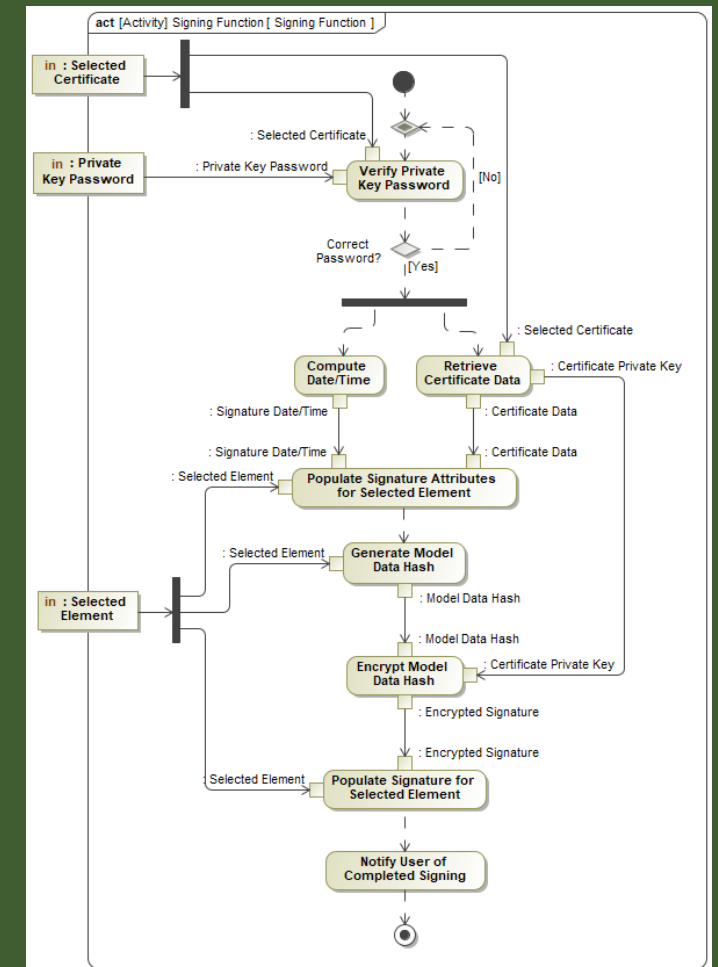 act [Activity] Signing Function [ Signing Function ]
in : Selected
Certificate
: Selected Certificate
in : Private
Key Password
: Private Key Password
Verify Private
Key Password
[No]
Correct
Password?
[Yes]
: Selected Certificate
Compute
Date/Time
Retrieve
Certificate Data
: Certificate Private Key
: Signature Date/Time
: Certificate Data
: Signature Date/Time
: Certificate Data
: Selected Element
Populate Signature Attributes
for Selected Element
: Selected Element
Generate Model
Data Hash
in : Selected
Element
: Model Data Hash
: Model Data Hash
Encrypt Model
Data Hash
: Certificate Private Key
: Encrypted Signature
: Encrypted Signature
: Selected Element
Populate Signature for
Selected Element
Notify User of
Completed Signing